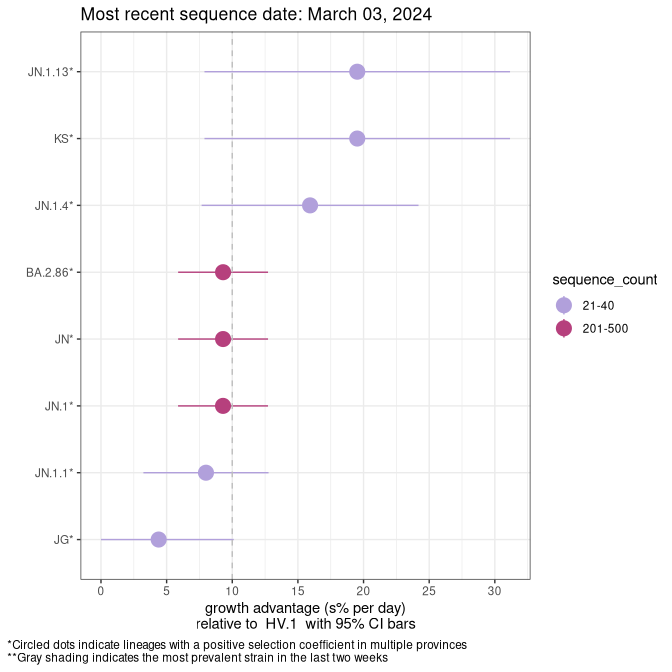 Most recent sequence date: March 03, 2024
JN.1.13*
KS*
JN.1.4*
BA.2.86*
JN*
JN.1*
JN.1.1*
JG*
0 5 10 15 20 25 30
growth advantage (s% per day)
relative to HV.1 with 95% CI bars
sequence_count
21-40
201-500
*Circled dots indicate lineages with a positive selection coefficient in multiple provinces
**Gray shading indicates the most prevalent strain in the last two weeks